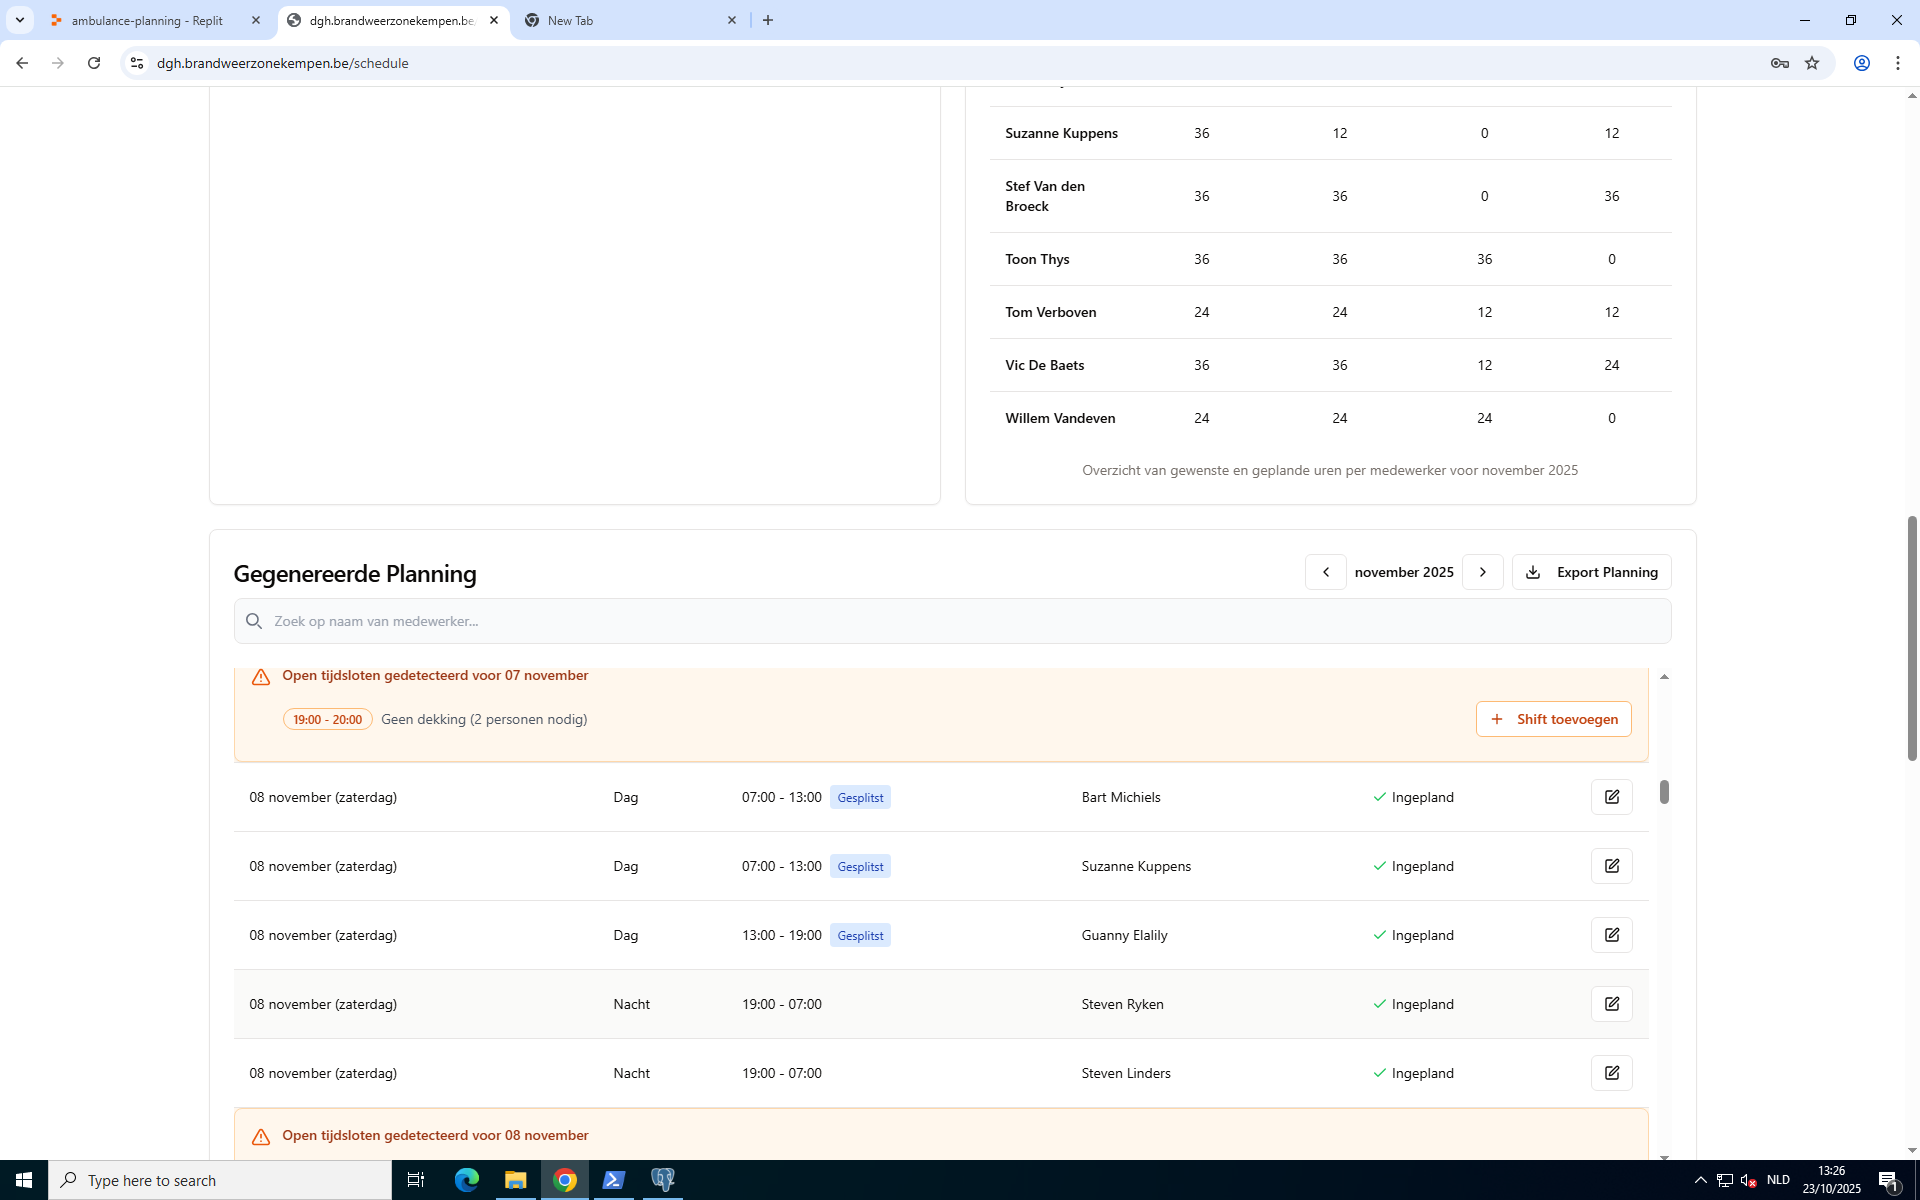 ambulance-planning - Replit
dgh.brandweerzonekempen.be
New Tab
dgh.brandweerzonekempen.be/schedule
Suzanne Kuppens 36 12 0 12
Stef Van den
Broeck 36 36 0 36
Toon Thys 36 36 36 0
Tom Verboven 24 24 12 12
Vic De Baets 36 36 12 24
Willem Vandeven 24 24 24 0
Overzicht van gewenste en geplande uren per medewerker voor november 2025
Gegenereerde Planning
november 2025
Export Planning
Zoek op naam van medewerker...
Open tijdsloten gedetecteerd voor 07 november
19:00 - 20:00 Geen dekking (2 personen nodig)
Shift toevoegen
08 november (zaterdag) Dag 07:00 - 13:00 Gesplitst Bart Michiels Ingepland
08 november (zaterdag) Dag 07:00 - 13:00 Gesplitst Suzanne Kuppens Ingepland
08 november (zaterdag) Dag 13:00 - 19:00 Gesplitst Guanny Elalily Ingepland
08 november (zaterdag) Nacht 19:00 - 07:00 Steven Ryken Ingepland
08 november (zaterdag) Nacht 19:00 - 07:00 Steven Linders Ingepland
Open tijdsloten gedetecteerd voor 08 november
Type here to search
NLD
13:26
23/10/2025
1